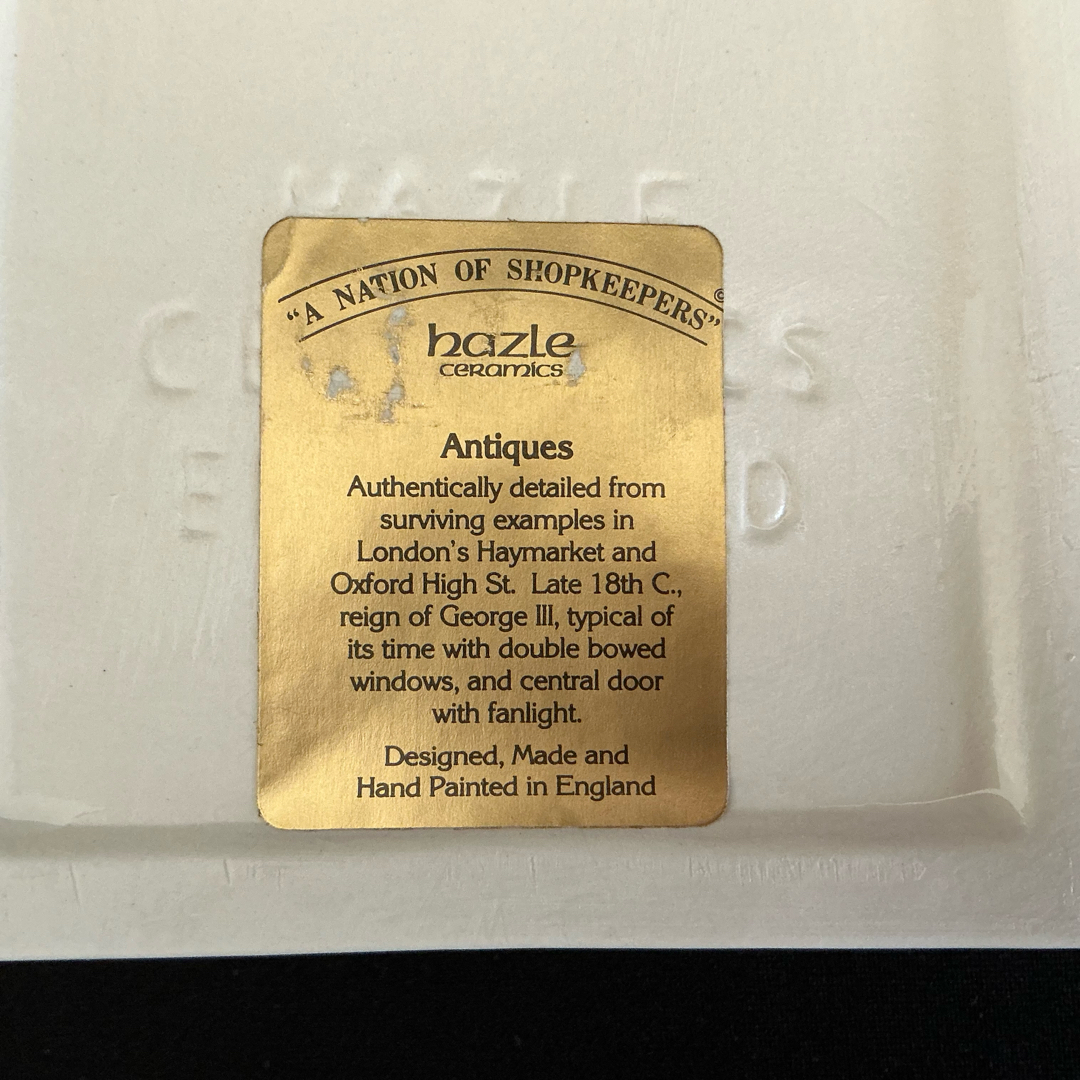 HAZLE
"A NATION OF SHOPKEEPERS" ©
hazle
ceramics
C S
E D
Antiques
Authentically detailed from
surviving examples in
London's Haymarket and
Oxford High St. Late 18th C.,
reign of George III, typical of
its time with double bowed
windows, and central door
with fanlight.
Designed, Made and
Hand Painted in England